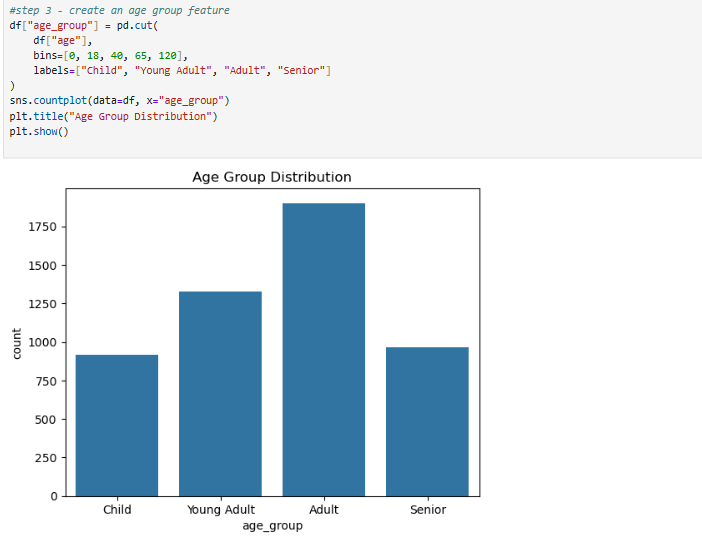 #step 3 - create an age group feature
df["age_group"] = pd.cut(
    df["age"],
    bins=[0, 18, 40, 65, 120],
    labels=["Child", "Young Adult", "Adult", "Senior"]
)
sns.countplot(data=df, x="age_group")
plt.title("Age Group Distribution")
plt.show()
Age Group Distribution
1750
1500
1250
1000
750
500
250
0
count
Child Young Adult Adult Senior
age_group